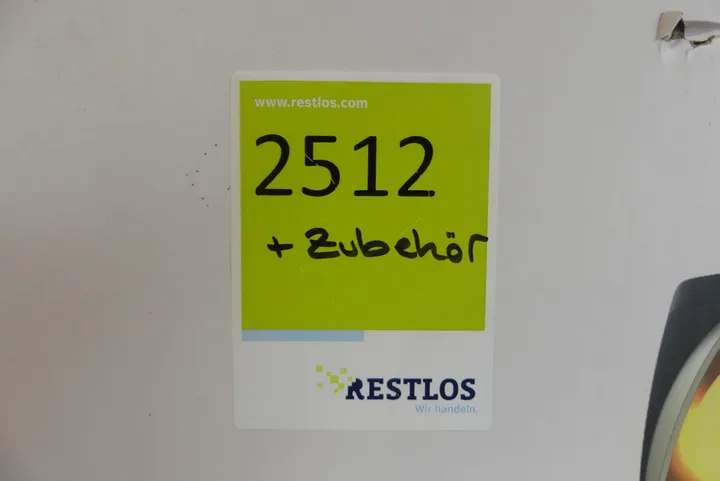 www.restlos.com
2512
+ Zubehör
RESTLOS
Wir handeln.